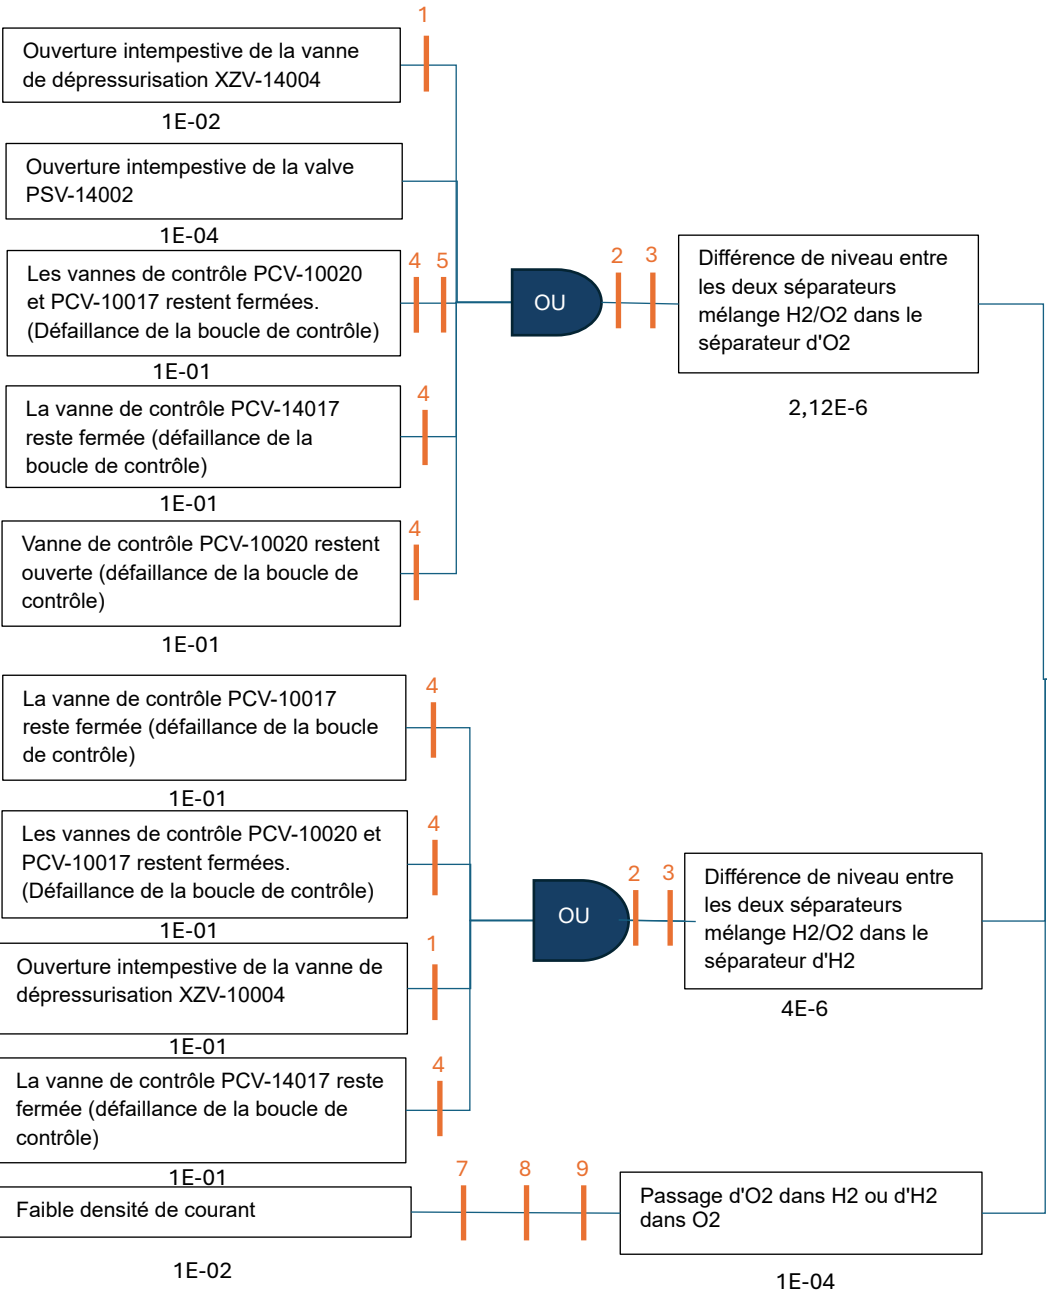 1
Ouverture intempestive de la vanne
de dépressurisation XZV-14004
1E-02
Ouverture intempestive de la valve
PSV-14002
1E-04
Les vannes de contrôle PCV-10020
et PCV-10017 restent fermées.
(Défaillance de la boucle de contrôle)
4 5
1E-01
La vanne de contrôle PCV-14017
reste fermée (défaillance de la
boucle de contrôle)
4
1E-01
Vanne de contrôle PCV-10020 restent
ouverte (défaillance de la boucle de
contrôle)
4
1E-01
OU
2 3
Différence de niveau entre
les deux séparateurs
mélange H2/O2 dans le
séparateur d'O2
2,12E-6
La vanne de contrôle PCV-10017
reste fermée (défaillance de la boucle
de contrôle)
4
1E-01
Les vannes de contrôle PCV-10020 et
PCV-10017 restent fermées.
(Défaillance de la boucle de contrôle)
4
1E-01
Ouverture intempestive de la vanne de
dépressurisation XZV-10004
1
1E-01
La vanne de contrôle PCV-14017 reste
fermée (défaillance de la boucle de
contrôle)
4
1E-01
OU
2 3
Différence de niveau entre
les deux séparateurs
mélange H2/O2 dans le
séparateur d'H2
4E-6
Faible densité de courant
1E-02
7 8 9
Passage d'O2 dans H2 ou d'H2
dans O2
1E-04